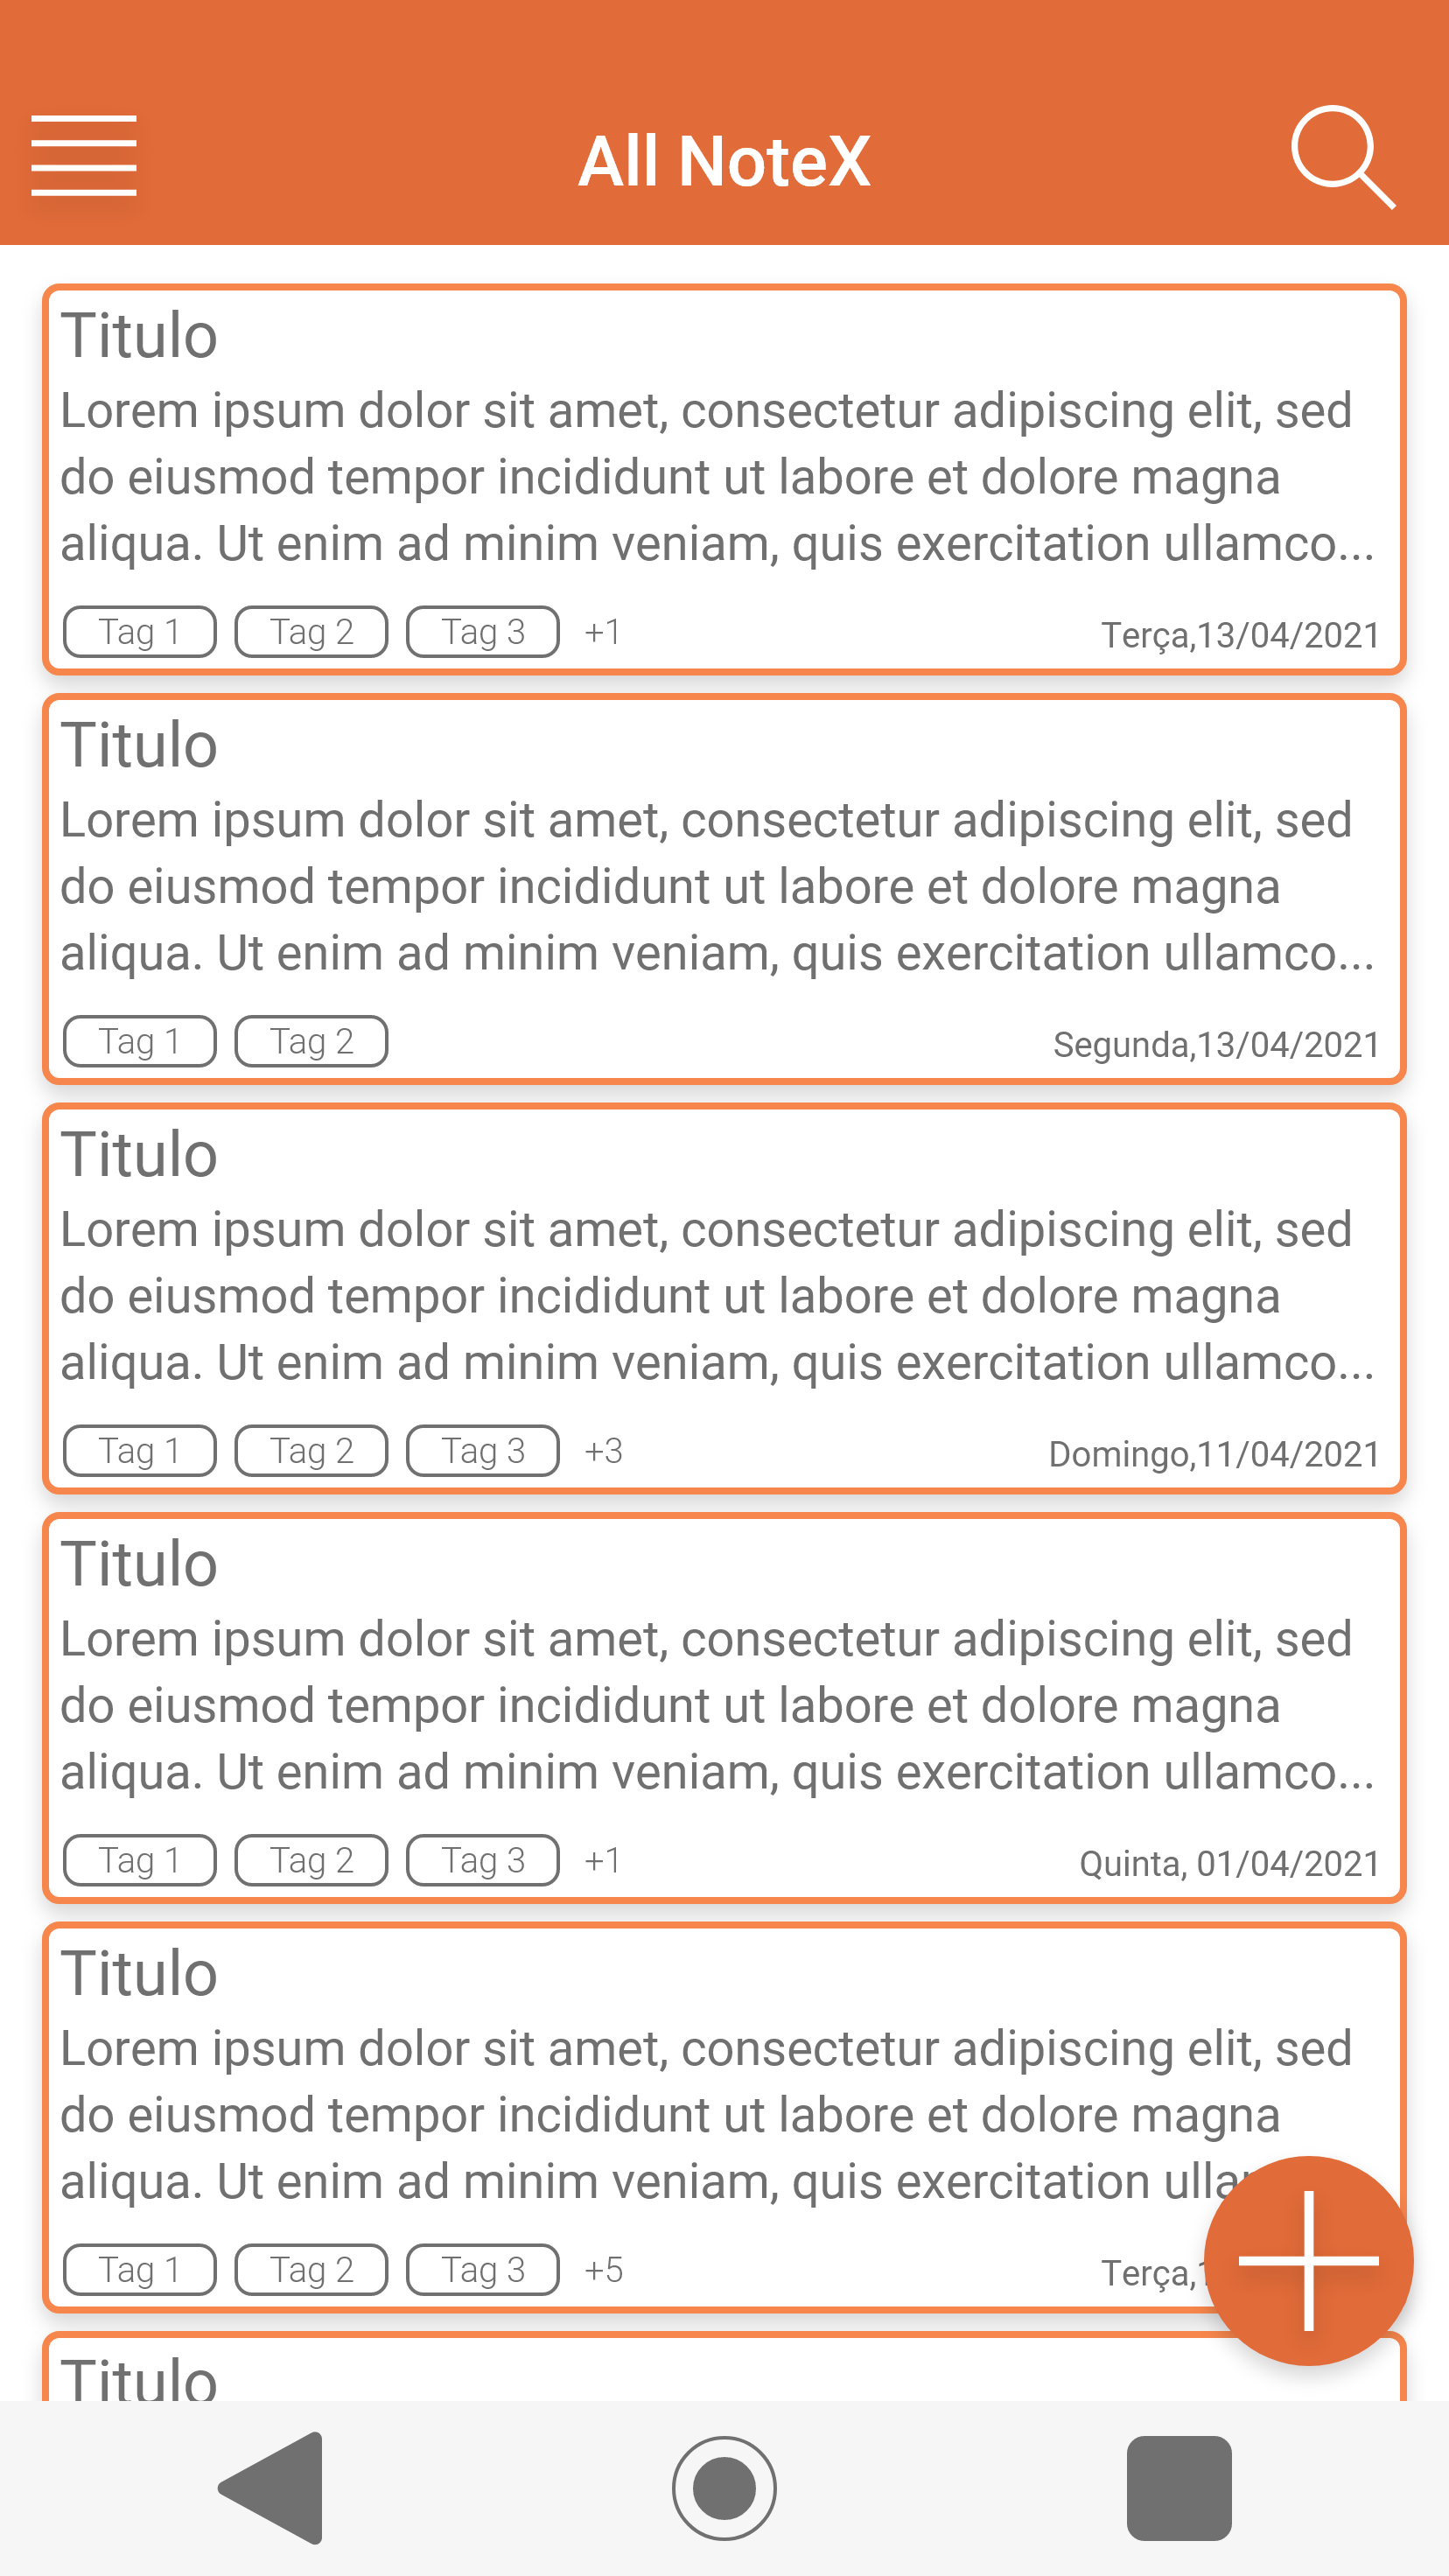 All NoteX
Titulo
Lorem ipsum dolor sit amet, consectetur adipiscing elit, sed
do eiusmod tempor incididunt ut labore et dolore magna
aliqua. Ut enim ad minim veniam, quis exercitation ullamco...
Tag 1 Tag 2 Tag 3 +1 Terça,13/04/2021
Titulo
Lorem ipsum dolor sit amet, consectetur adipiscing elit, sed
do eiusmod tempor incididunt ut labore et dolore magna
aliqua. Ut enim ad minim veniam, quis exercitation ullamco...
Tag 1 Tag 2 Segunda,13/04/2021
Titulo
Lorem ipsum dolor sit amet, consectetur adipiscing elit, sed
do eiusmod tempor incididunt ut labore et dolore magna
aliqua. Ut enim ad minim veniam, quis exercitation ullamco...
Tag 1 Tag 2 Tag 3 +3 Domingo,11/04/2021
Titulo
Lorem ipsum dolor sit amet, consectetur adipiscing elit, sed
do eiusmod tempor incididunt ut labore et dolore magna
aliqua. Ut enim ad minim veniam, quis exercitation ullamco...
Tag 1 Tag 2 Tag 3 +1 Quinta, 01/04/2021
Titulo
Lorem ipsum dolor sit amet, consectetur adipiscing elit, sed
do eiusmod tempor incididunt ut labore et dolore magna
aliqua. Ut enim ad minim veniam, quis exercitation
Tag 1 Tag 2 Tag 3 +5 Terça,
Titulo